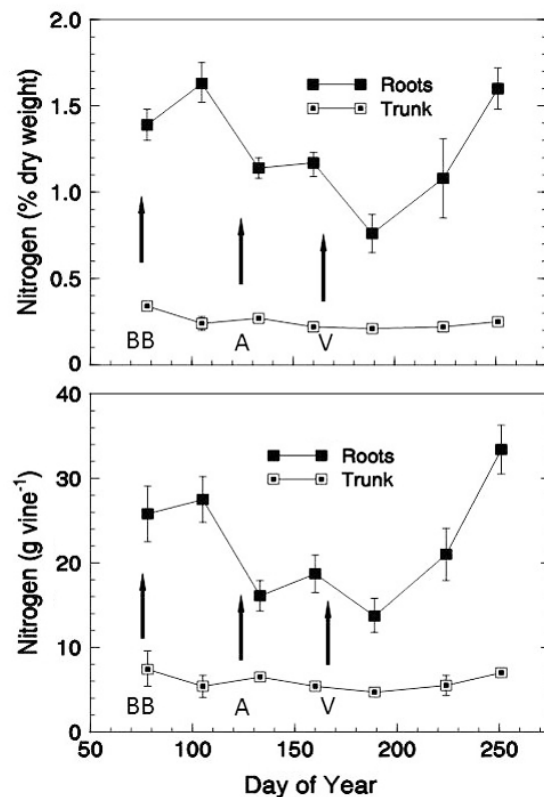 2.0
1.5
1.0
0.5
0
Nitrogen (% dry weight)
Roots
Trunk
BB A V
40
30
20
10
0
Nitrogen (g vine⁻¹)
Roots
Trunk
BB A V
50 100 150 200 250
Day of Year